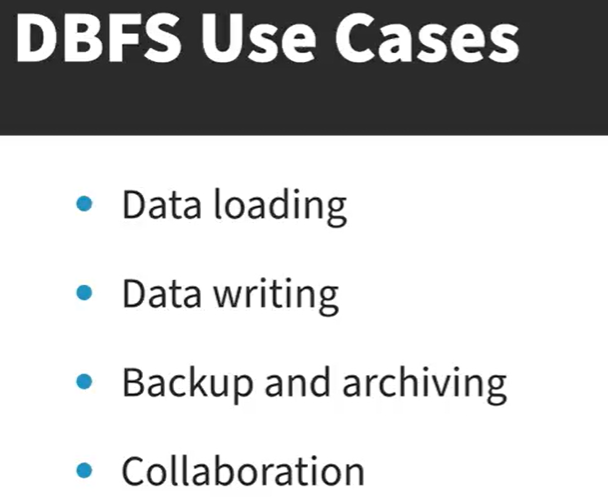 DBFS Use Cases
Data loading
Data writing
Backup and archiving
Collaboration